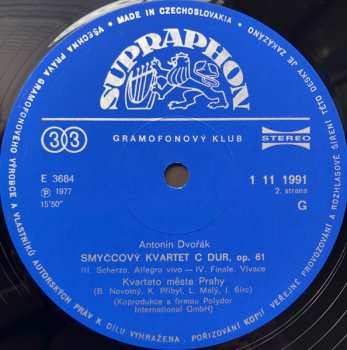 MADE IN CZECHOSLOVAKIA • VŠECHNA PRÁVA GRAMOFONOVÉHO VÝROBCE A VLASTNÍKŮ AUTORSKÝCH PRÁV K DÍLU VYHRAŽENA. POŘIZOVÁNÍ KOPIÍ, VEŘEJNÉ PROVOZOVÁNÍ A ROZHLASOVÉ ŠÍŘENÍ TÉTO DESKY JE ZAKÁZÁNO
SUPRAPHON
33
GRAMOFONOVÝ KLUB
STEREO
E 3684
1 11 1991
℗ 1977
2. strana
15'50"
G
Antonín Dvořák
SMYČCOVÝ KVARTET C DUR, op. 61
III. Scherzo. Allegro vivo — IV. Finale. Vivace
Kvarteto města Prahy
(B. Novotný, K. Přibyl, L. Malý, J. Šírc)
(Koprodukce s firmou Polydor
International GmbH)